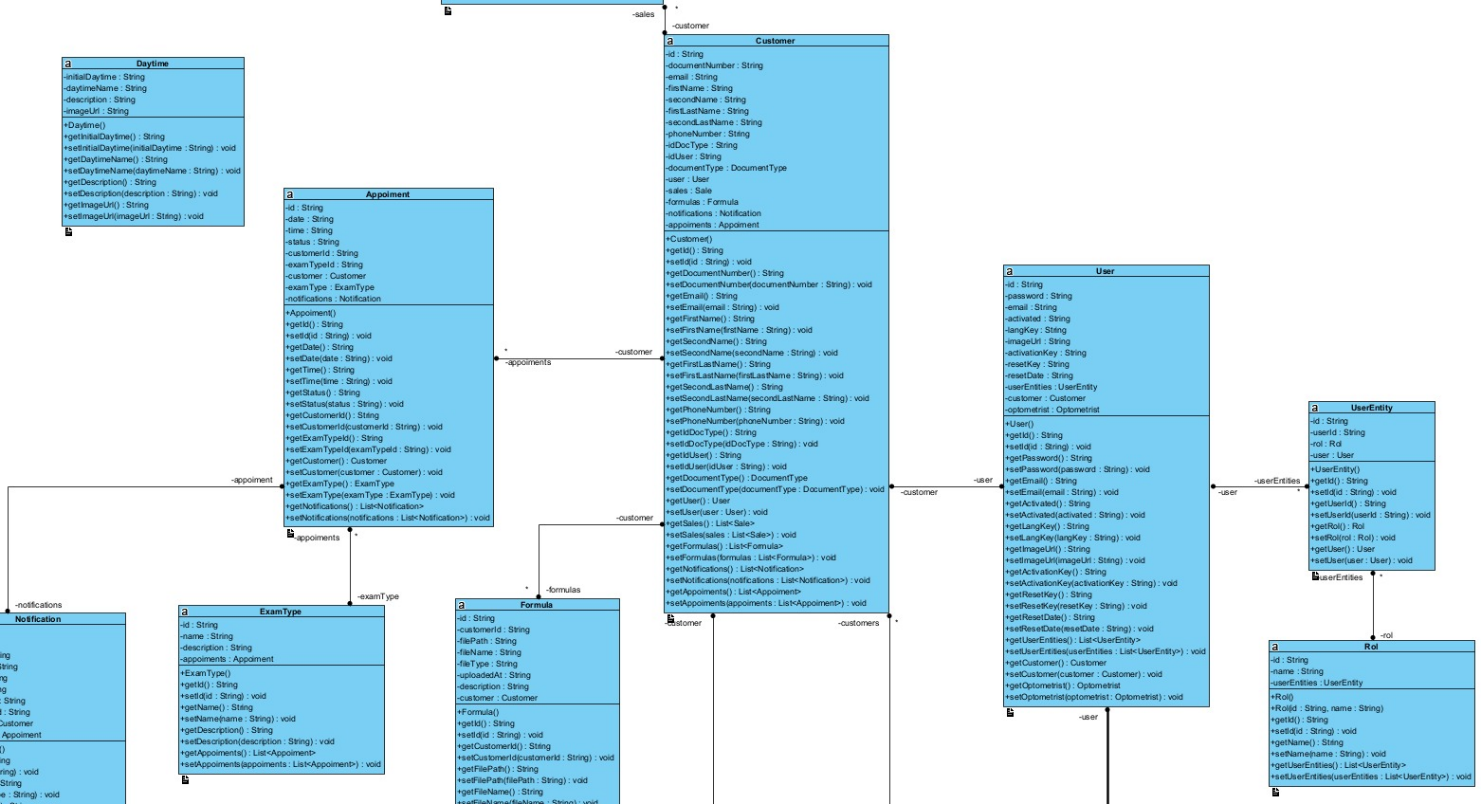 -sales
*
-customer
a
Customer
-id : String
-documentNumber : String
-email : String
-firstName : String
-secondName : String
-firstLastName : String
-secondLastName : String
-phoneNumber : String
-idDocType : String
-idUser : String
-documentType : DocumentType
-user : User
-sales : Sale
-formulas : Formula
-notifications : Notification
-appoiments : Appoiment
+Customer()
+getId() : String
+setId(id : String) : void
+getDocumentNumber() : String
+setDocumentNumber(documentNumber : String) : void
+getEmail() : String
+setEmail(email : String) : void
+getFirstName() : String
+setFirstName(firstName : String) : void
+getSecondName() : String
+setSecondName(secondName : String) : void
+getFirstLastName() : String
+setFirstLastName(firstLastName : String) : void
+getSecondLastName() : String
+setSecondLastName(secondLastName : String) : void
+getPhoneNumber() : String
+setPhoneNumber(phoneNumber : String) : void
+getIdDocType() : String
+setIdDocType(idDocType : String) : void
+getIdUser() : String
+setIdUser(idUser : String) : void
+getDocumentType() : DocumentType
+setDocumentType(documentType : DocumentType) : void
+getUser() : User
+setUser(user : User) : void
+getSales() : List<Sale>
+setSales(sales : List<Sale>) : void
+getFormulas() : List<Formula>
+setFormulas(formulas : List<Formula>) : void
+getNotifications() : List<Notification>
+setNotifications(notifications : List<Notification>) : void
+getAppoiments() : List<Appoiment>
+setAppoiments(appoiments : List<Appoiment>) : void
a
Daytime
-initialDaytime : String
-daytimeName : String
-description : String
-imageUrl : String
+Daytime()
+getInitialDaytime() : String
+setInitialDaytime(initialDaytime : String) : void
+getDaytimeName() : String
+setDaytimeName(daytimeName : String) : void
+getDescription() : String
+setDescription(description : String) : void
+getImageUrl() : String
+setImageUrl(imageUrl : String) : void
a
Appoiment
-id : String
-date : String
-time : String
-status : String
-customerId : String
-examTypeId : String
-customer : Customer
-examType : ExamType
-notifications : Notification
+Appoiment()
+getId() : String
+setId(id : String) : void
+getDate() : String
+setDate(date : String) : void
+getTime() : String
+setTime(time : String) : void
+getStatus() : String
+setStatus(status : String) : void
+getCustomerId() : String
+setCustomerId(customerId : String) : void
+getExamTypeId() : String
+setExamTypeId(examTypeId : String) : void
+getCustomer() : Customer
+setCustomer(customer : Customer) : void
+getExamType() : ExamType
+setExamType(examType : ExamType) : void
+getNotifications() : List<Notification>
+setNotifications(notifications : List<Notification>) : void
*
-appoiments
-customer
a
User
-id : String
-password : String
-email : String
-activated : String
-langKey : String
-imageUrl : String
-activationKey : String
-resetKey : String
-resetDate : String
-userEntities : UserEntity
-customer : Customer
-optometrist : Optometrist
+User()
+getId() : String
+setId(id : String) : void
+getPassword() : String
+setPassword(password : String) : void
+getEmail() : String
+setEmail(email : String) : void
+getActivated() : String
+setActivated(activated : String) : void
+getLangKey() : String
+setLangKey(langKey : String) : void
+getImageUrl() : String
+setImageUrl(imageUrl : String) : void
+getActivationKey() : String
+setActivationKey(activationKey : String) : void
+getResetKey() : String
+setResetKey(resetKey : String) : void
+getResetDate() : String
+setResetDate(resetDate : String) : void
+getUserEntities() : List<UserEntity>
+setUserEntities(userEntities : List<UserEntity>) : void
+getCustomer() : Customer
+setCustomer(customer : Customer) : void
+getOptometrist() : Optometrist
+setOptometrist(optometrist : Optometrist) : void
a
UserEntity
-id : String
-userId : String
-rol : Rol
-user : User
+UserEntity()
+getId() : String
+setId(id : String) : void
+getUserId() : String
+setUserId(userId : String) : void
+getRol() : Rol
+setRol(rol : Rol) : void
+getUser() : User
+setUser(user : User) : void
-appoiment
-user
-customer
-userEntities
-user
*
-customer
-appoiments
*
userEntities
*
-notifications
-examType
*
-formulas
customer
-customers
*
-rol
-user
Notification
ing
String
ng
g
: String
d : String
Customer
Appoiment
()
ng
ring) : void
String
e : String) : void
a
ExamType
-id : String
-name : String
-description : String
-appoiments : Appoiment
+ExamType()
+getId() : String
+setId(id : String) : void
+getName() : String
+setName(name : String) : void
+getDescription() : String
+setDescription(description : String) : void
+getAppoiments() : List<Appoiment>
+setAppoiments(appoiments : List<Appoiment>) : void
a
Formula
-id : String
-customerId : String
-filePath : String
-fileName : String
-fileType : String
-uploadedAt : String
-description : String
-customer : Customer
+Formula()
+getId() : String
+setId(id : String) : void
+getCustomerId() : String
+setCustomerId(customerId : String) : void
+getFilePath() : String
+setFilePath(filePath : String) : void
+getFileName() : String
+setFileName(fileName : String) : void
a
Rol
-id : String
-name : String
-userEntities : UserEntity
+Rol()
+Rol(id : String, name : String)
+getId() : String
+setId(id : String) : void
+getName() : String
+setName(name : String) : void
+getUserEntities() : List<UserEntity>
+setUserEntities(userEntities : List<UserEntity>) : void